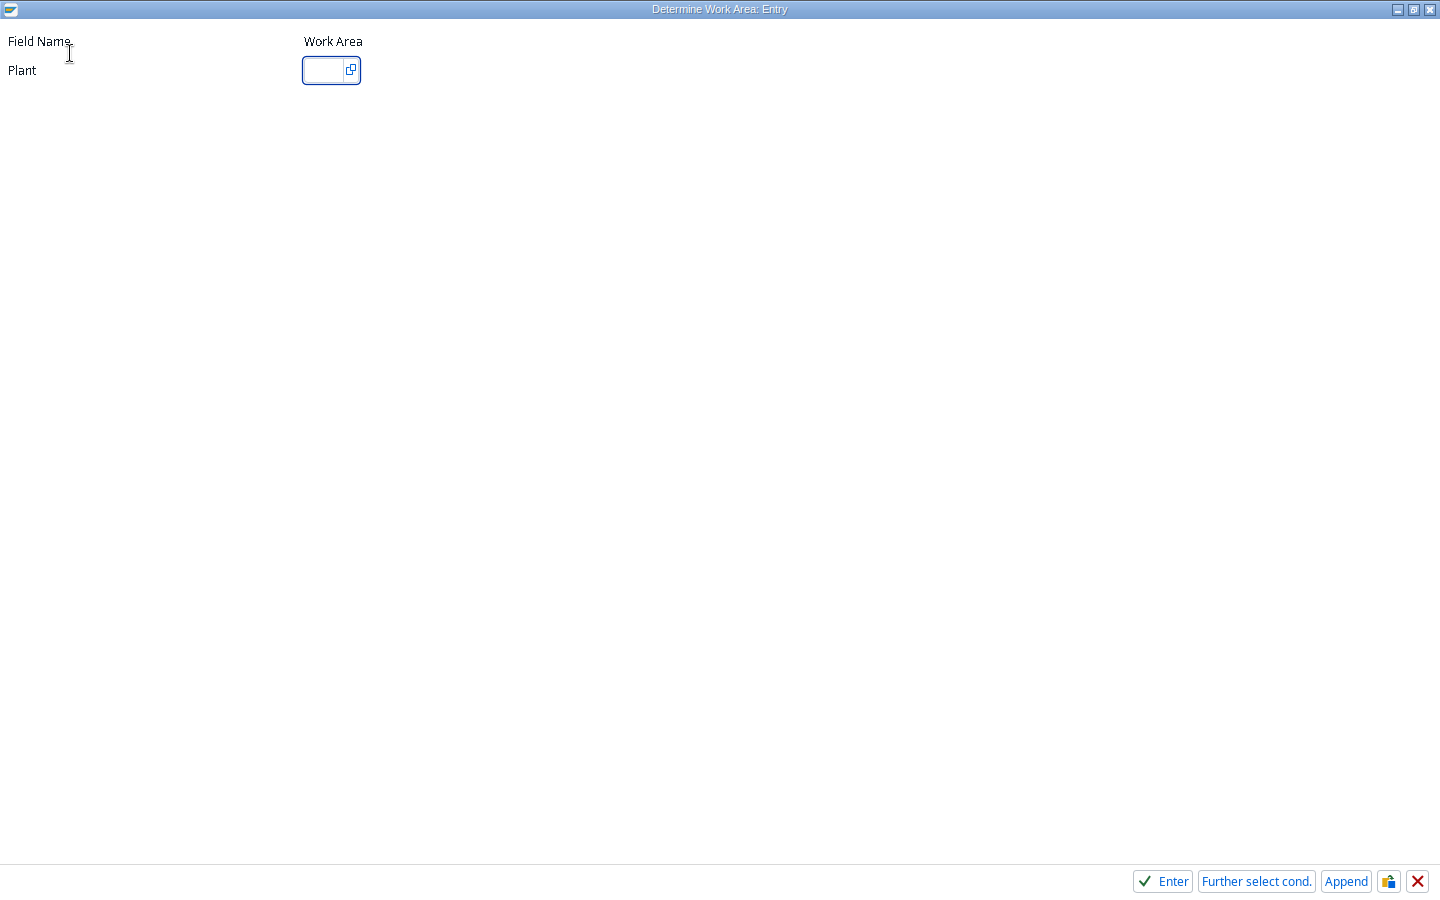 Determine Work Area: Entry
Field Name
Work Area
Plant
Enter
Further select cond.
Append